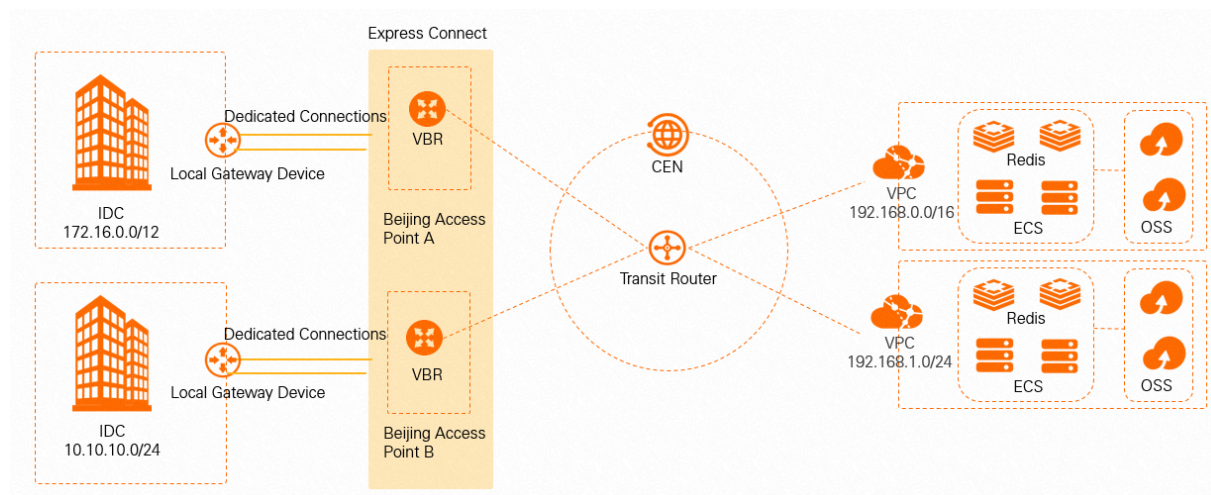 Express Connect
Dedicated Connections
VBR
Local Gateway Device
IDC
172.16.0.0/12
Beijing Access
Point A
Dedicated Connections
VBR
Local Gateway Device
IDC
10.10.10.0/24
Beijing Access
Point B
CEN
Transit Router
VPC
192.168.0.0/16
Redis
ECS
OSS
VPC
192.168.1.0/24
Redis
ECS
OSS